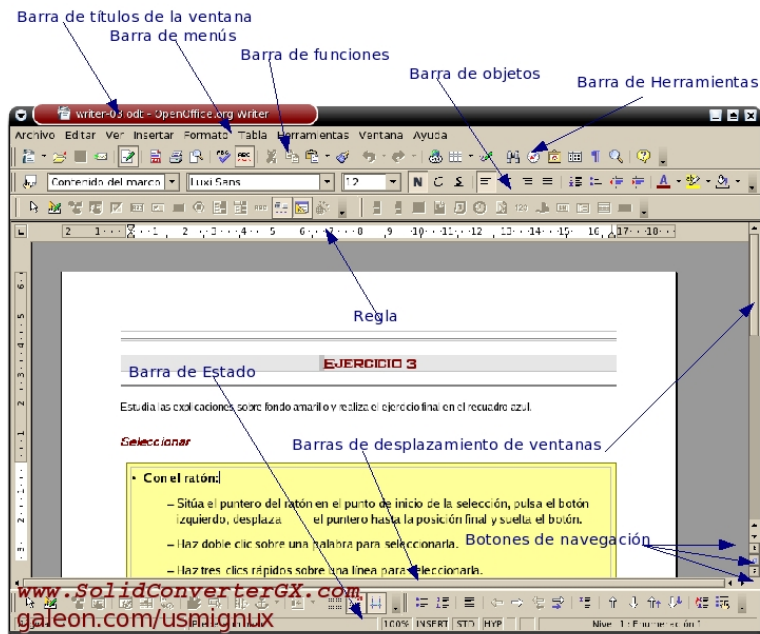 Barra de títulos de la ventana
Barra de menús
Barra de funciones
Barra de objetos
Barra de Herramientas
writer-03.odt - OpenOffice.org Writer
Archivo Editar Ver Insertar Formato Tabla Herramientas Ventana Ayuda
Contenido del marco Luxi Sans 12 N C S
Regla
EJERCICIO 3
Barra de Estado
Estudia las explicaciones sobre fondo amarillo y realiza el ejercicio final en el recuadro azul.
Seleccionar
Barras de desplazamiento de ventanas
• Con el ratón:
– Sitúa el puntero del ratón en el punto de inicio de la selección, pulsa el botón
izquierdo, desplaza el puntero hasta la posición final y suelta el botón.
Botones de navegación
– Haz doble clic sobre una palabra para seleccionarla.
– Haz tres clics rápidos sobre una línea para seleccionarla.
www.SolidConverterGX.com
galeon.com/usrlignux
100% INSERT STD HYP Nivel 1 : Enumeración 1